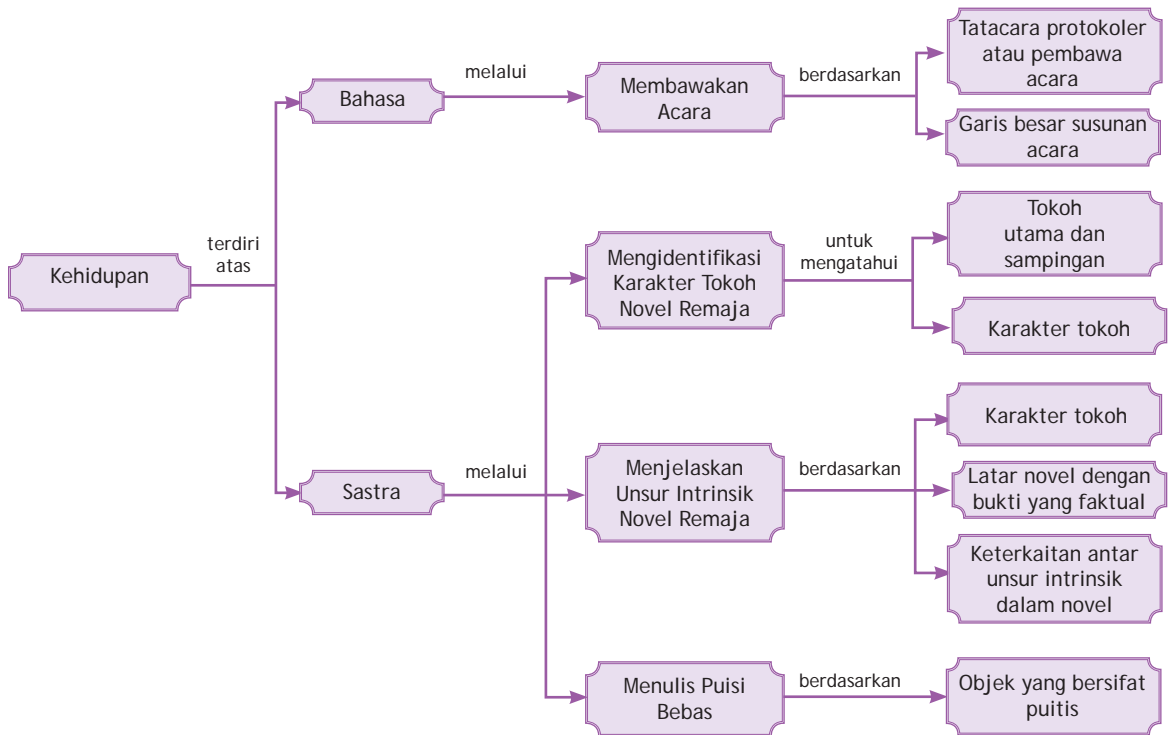 Kehidupan
terdiri
atas
Bahasa
melalui
Membawakan
Acara
berdasarkan
Tatacara protokoler
atau pembawa
acara
Garis besar susunan
acara
Sastra
melalui
Mengidentifikasi
Karakter Tokoh
Novel Remaja
untuk
mengatahui
Tokoh
utama dan
sampingan
Karakter tokoh
Menjelaskan
Unsur Intrinsik
Novel Remaja
berdasarkan
Karakter tokoh
Latar novel dengan
bukti yang faktual
Keterkaitan antar
unsur intrinsik
dalam novel
Menulis Puisi
Bebas
berdasarkan
Objek yang bersifat
puitis